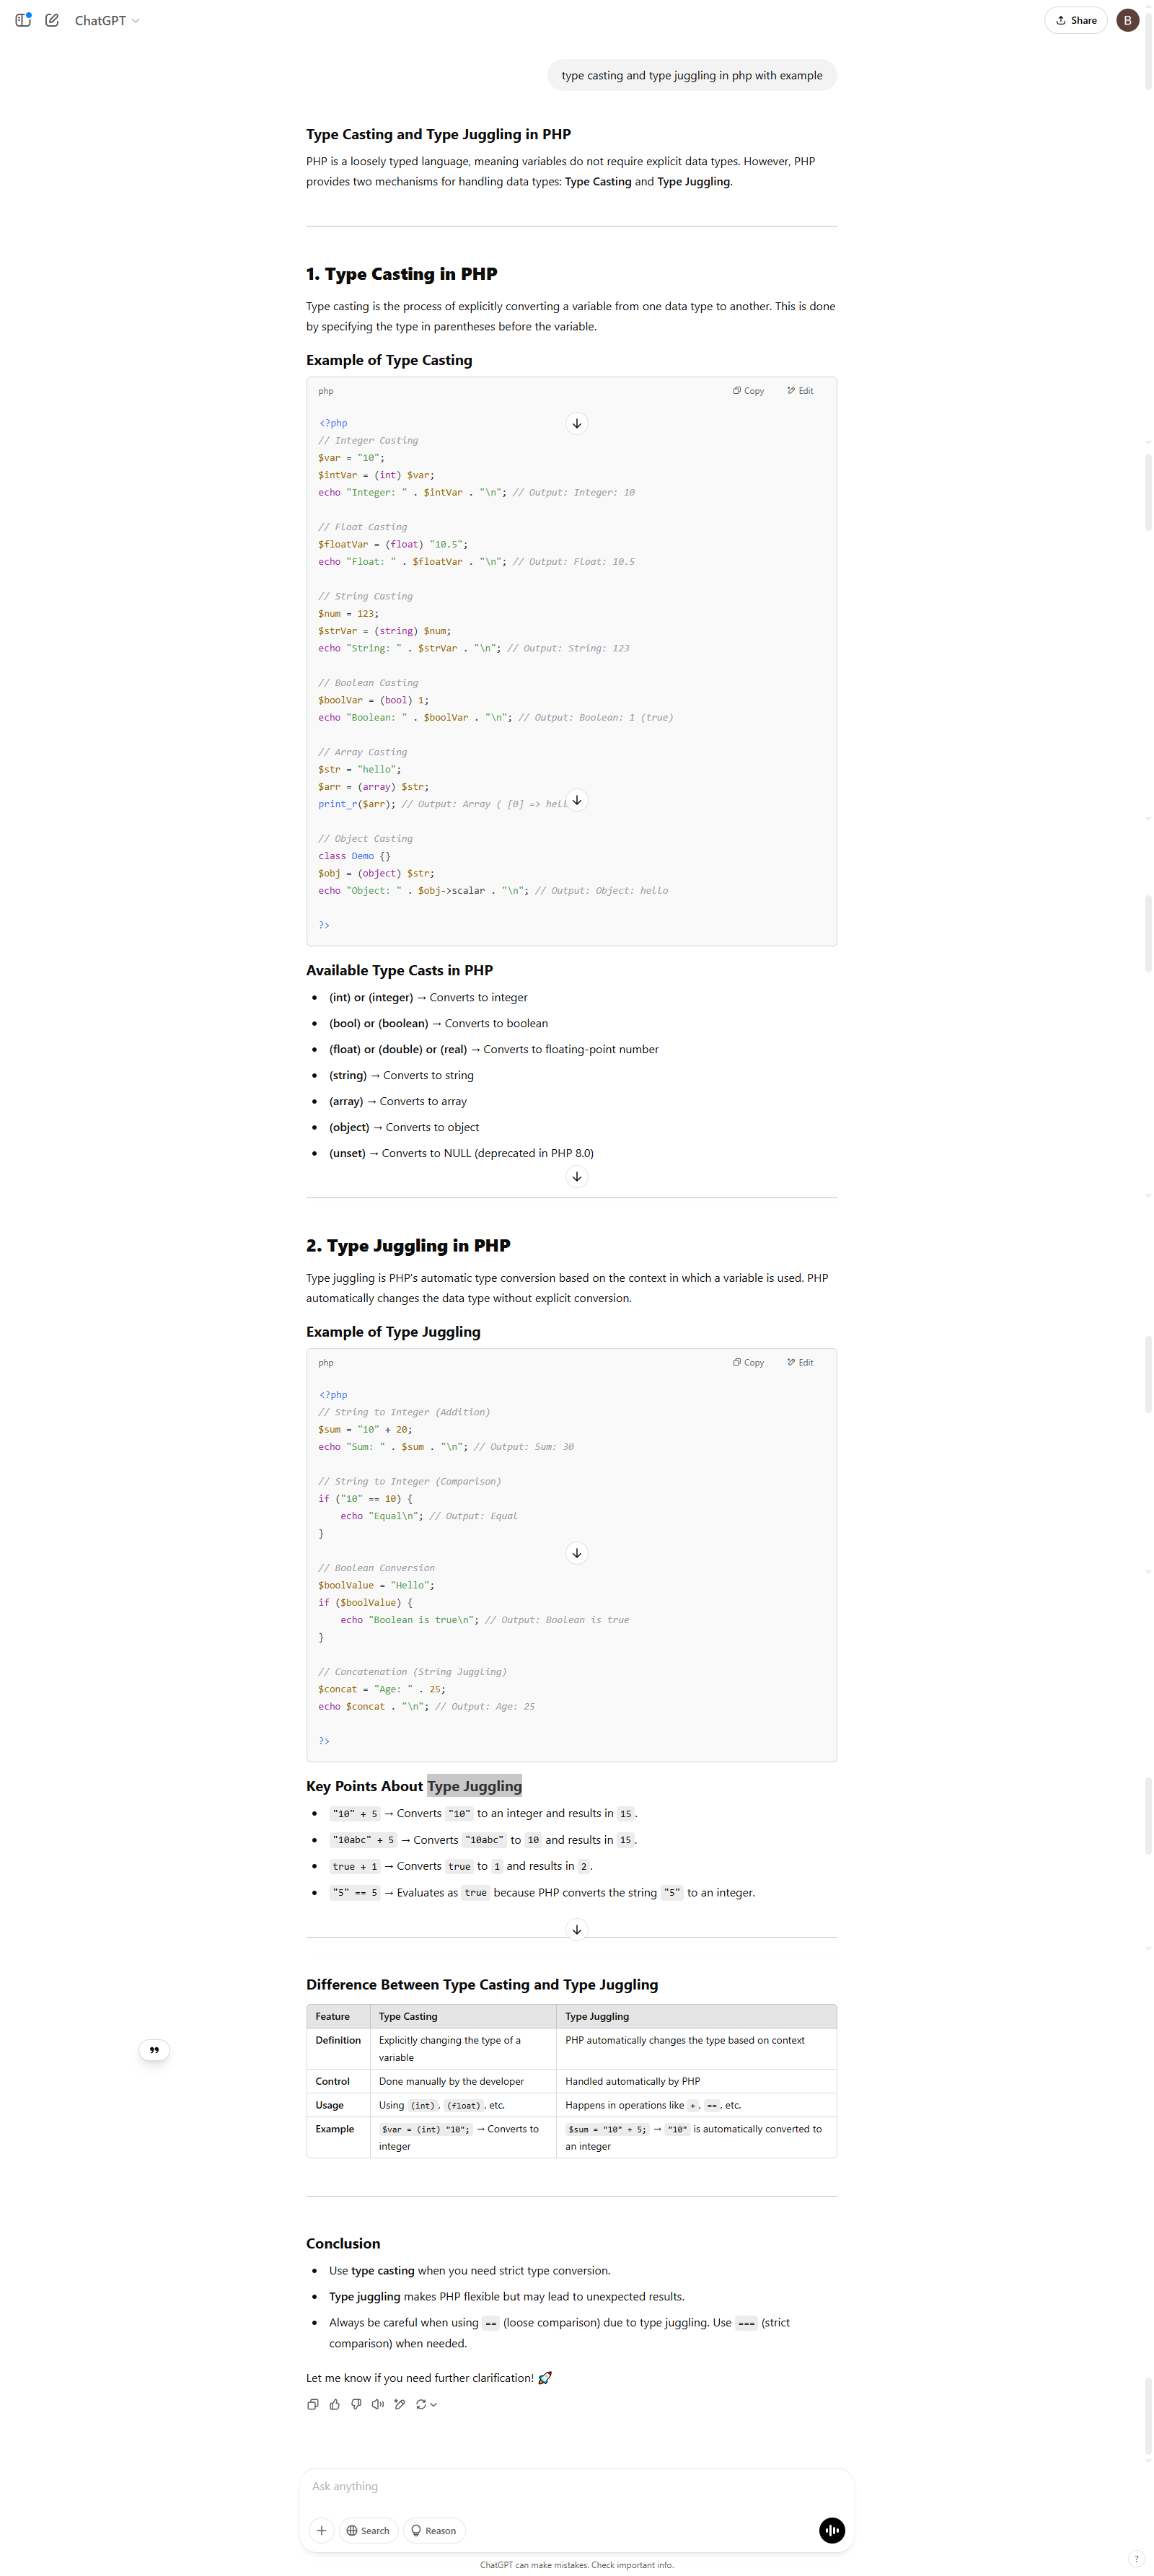 ChatGPT
Share
B
type casting and type juggling in php with example
Type Casting and Type Juggling in PHP
PHP is a loosely typed language, meaning variables do not require explicit data types. However, PHP
provides two mechanisms for handling data types: Type Casting and Type Juggling.
1. Type Casting in PHP
Type casting is the process of explicitly converting a variable from one data type to another. This is done
by specifying the type in parentheses before the variable.
Example of Type Casting
php Copy Edit
<?php
// Integer Casting
$var = "10";
$intVar = (int) $var;
echo "Integer: " . $intVar . "\n"; // Output: Integer: 10
// Float Casting
$floatVar = (float) "10.5";
echo "Float: " . $floatVar . "\n"; // Output: Float: 10.5
// String Casting
$num = 123;
$strVar = (string) $num;
echo "String: " . $strVar . "\n"; // Output: String: 123
// Boolean Casting
$boolVar = (bool) 1;
echo "Boolean: " . $boolVar . "\n"; // Output: Boolean: 1 (true)
// Array Casting
$str = "hello";
$arr = (array) $str;
print_r($arr); // Output: Array ( [0] => hell
// Object Casting
class Demo {}
$obj = (object) $str;
echo "Object: " . $obj->scalar . "\n"; // Output: Object: hello
?>
Available Type Casts in PHP
• (int) or (integer) → Converts to integer
• (bool) or (boolean) → Converts to boolean
• (float) or (double) or (real) → Converts to floating-point number
• (string) → Converts to string
• (array) → Converts to array
• (object) → Converts to object
• (unset) → Converts to NULL (deprecated in PHP 8.0)
2. Type Juggling in PHP
Type juggling is PHP's automatic type conversion based on the context in which a variable is used. PHP
automatically changes the data type without explicit conversion.
Example of Type Juggling
php Copy Edit
<?php
// String to Integer (Addition)
$sum = "10" + 20;
echo "Sum: " . $sum . "\n"; // Output: Sum: 30
// String to Integer (Comparison)
if ("10" == 10) {
    echo "Equal\n"; // Output: Equal
}
// Boolean Conversion
$boolValue = "Hello";
if ($boolValue) {
    echo "Boolean is true\n"; // Output: Boolean is true
}
// Concatenation (String Juggling)
$concat = "Age: " . 25;
echo $concat . "\n"; // Output: Age: 25
?>
Key Points About Type Juggling
• "10" + 5 → Converts "10" to an integer and results in 15.
• "10abc" + 5 → Converts "10abc" to 10 and results in 15.
• true + 1 → Converts true to 1 and results in 2.
• "5" == 5 → Evaluates as true because PHP converts the string "5" to an integer.
Difference Between Type Casting and Type Juggling
Feature Type Casting Type Juggling
Definition Explicitly changing the type of a PHP automatically changes the type based on context
variable
Control Done manually by the developer Handled automatically by PHP
Usage Using (int), (float), etc. Happens in operations like +, ==, etc.
Example $var = (int) "10"; → Converts to $sum = "10" + 5; → "10" is automatically converted to
integer an integer
Conclusion
• Use type casting when you need strict type conversion.
• Type juggling makes PHP flexible but may lead to unexpected results.
• Always be careful when using == (loose comparison) due to type juggling. Use === (strict
comparison) when needed.
Let me know if you need further clarification! 🚀
Ask anything
Search Reason
ChatGPT can make mistakes. Check important info.
?